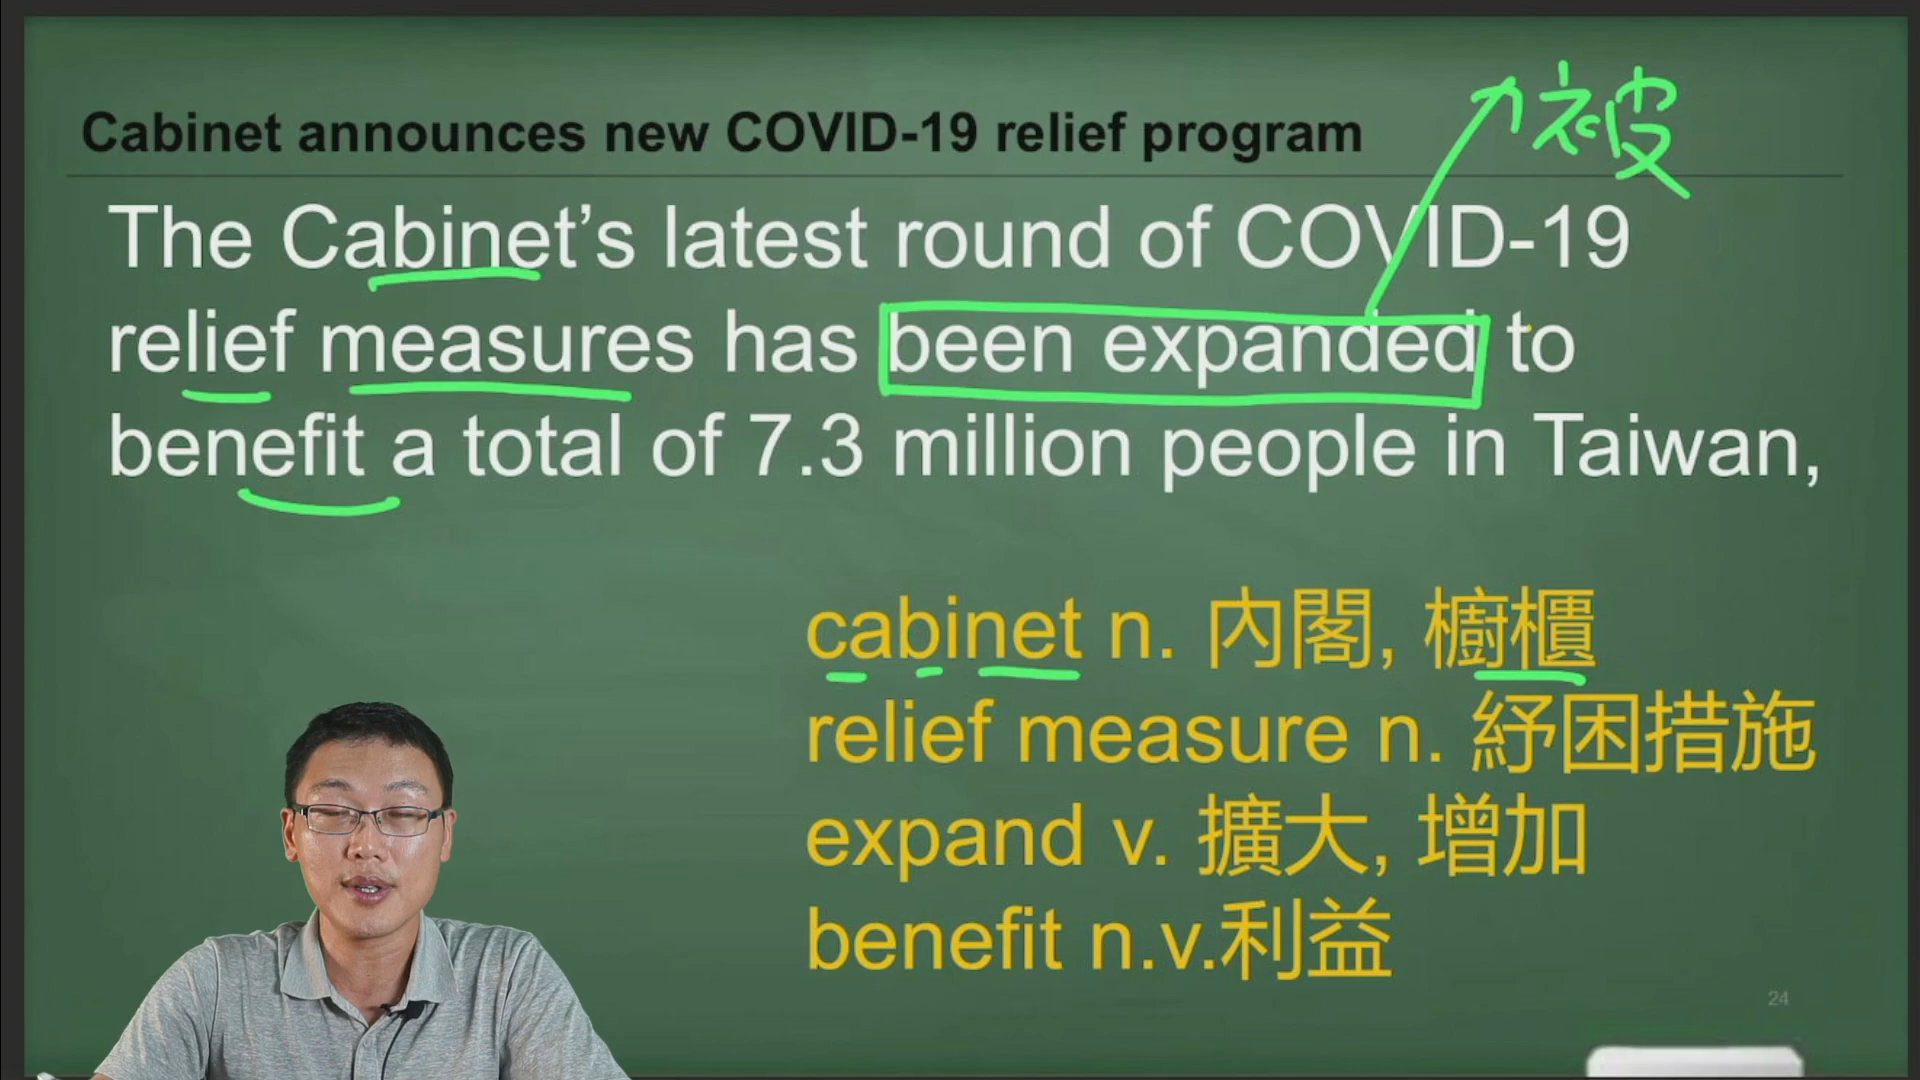 Cabinet announces new COVID-19 relief program
被
The Cabinet’s latest round of COVID-19
relief measures has been expanded to
benefit a total of 7.3 million people in Taiwan,
cabinet n. 內閣, 櫥櫃
relief measure n. 紓困措施
expand v. 擴大, 增加
benefit n.v.利益
24